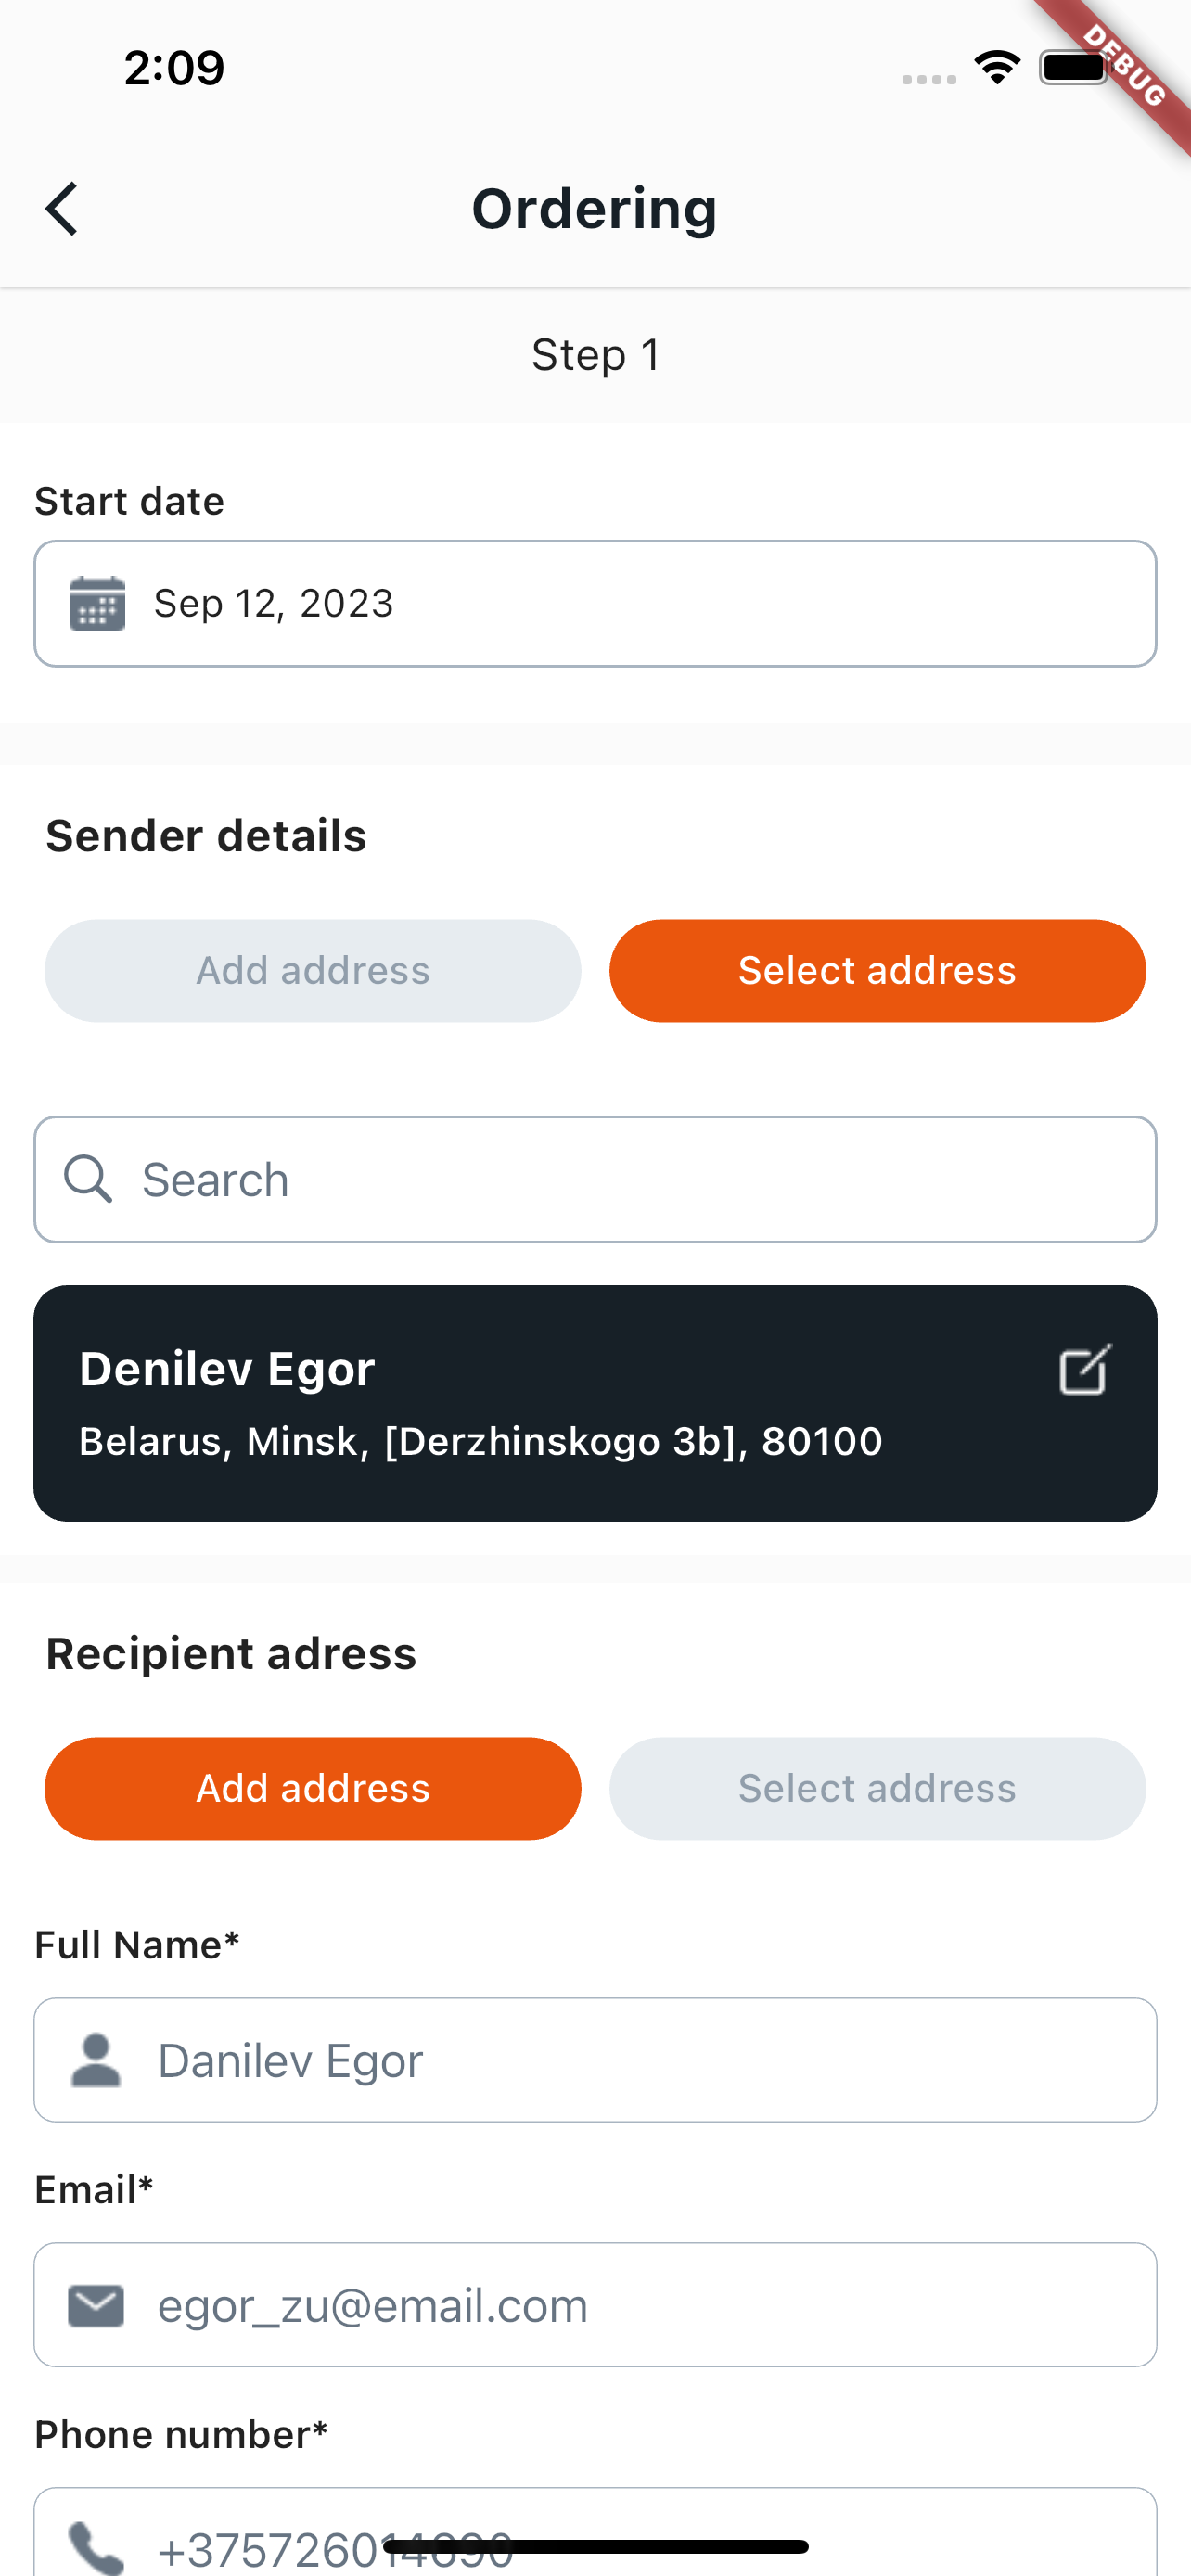 2:09
DEBUG
Ordering
Step 1
Start date
Sep 12, 2023
Sender details
Add address
Select address
Search
Denilev Egor
Belarus, Minsk, [Derzhinskogo 3b], 80100
Recipient adress
Add address
Select address
Full Name*
Danilev Egor
Email*
egor_zu@email.com
Phone number*
+375726014690